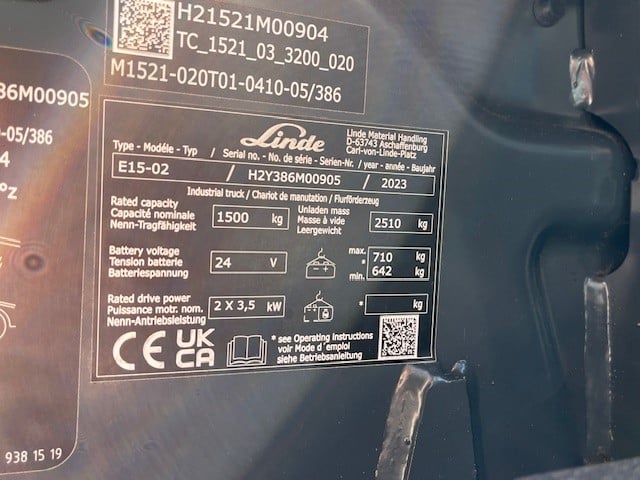 H21521M00904
TC_1521_03_3200_020
M1521-020T01-0410-05/386
86M00905
0-05/386
4
°z
Linde
Linde Material Handling
D-63743 Aschaffenburg
Carl-von-Linde-Platz
Type - Modéle - Typ / Serial no. - No. de série - Serien-Nr. / year - année - Baujahr
E15-02 / H2Y386M00905 / 2023
Industrial truck / Chariot de manutation / Flurförderzeug
Rated capacity
Capacité nominale
Nenn-Tragfähigkeit
1500 kg
Unladen mass
Masse à vide
Leergewicht
2510 kg
Battery voltage
Tension batterie
Batteriespannung
24 V
max. 710 kg
*
min. 642 kg
Rated drive power
Puissance motr. nom.
Nenn-Antriebsleistung
2 X 3,5 kW
* kg
CE UK CA
* see Operating instructions
voir Mode d´emploi
siehe Betriebsanleitung
938 15 19